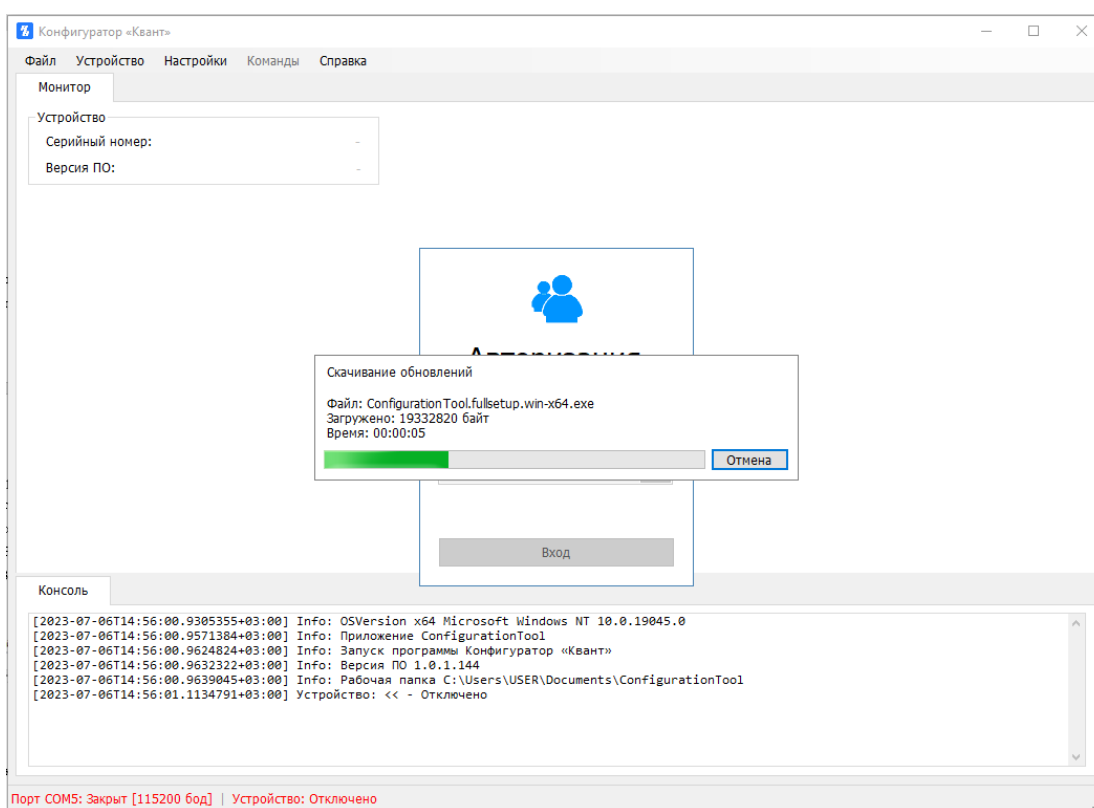 Конфигуратор «Квант»
Файл Устройство Настройки Команды Справка
Монитор
Устройство
Серийный номер: -
Версия ПО: -
Авторизация
Скачивание обновлений
Файл: ConfigurationTool.fullsetup.win-x64.exe
Загружено: 19332820 байт
Время: 00:00:05
Отмена
Вход
Консоль
[2023-07-06T14:56:00.9305355+03:00] Info: OSVersion x64 Microsoft Windows NT 10.0.19045.0
[2023-07-06T14:56:00.9571384+03:00] Info: Приложение ConfigurationTool
[2023-07-06T14:56:00.9624824+03:00] Info: Запуск программы Конфигуратор «Квант»
[2023-07-06T14:56:00.9632322+03:00] Info: Версия ПО 1.0.1.144
[2023-07-06T14:56:00.9639045+03:00] Info: Рабочая папка C:\Users\USER\Documents\ConfigurationTool
[2023-07-06T14:56:01.1134791+03:00] Устройство: << - Отключено
Порт COM5: Закрыт [115200 бод] | Устройство: Отключено